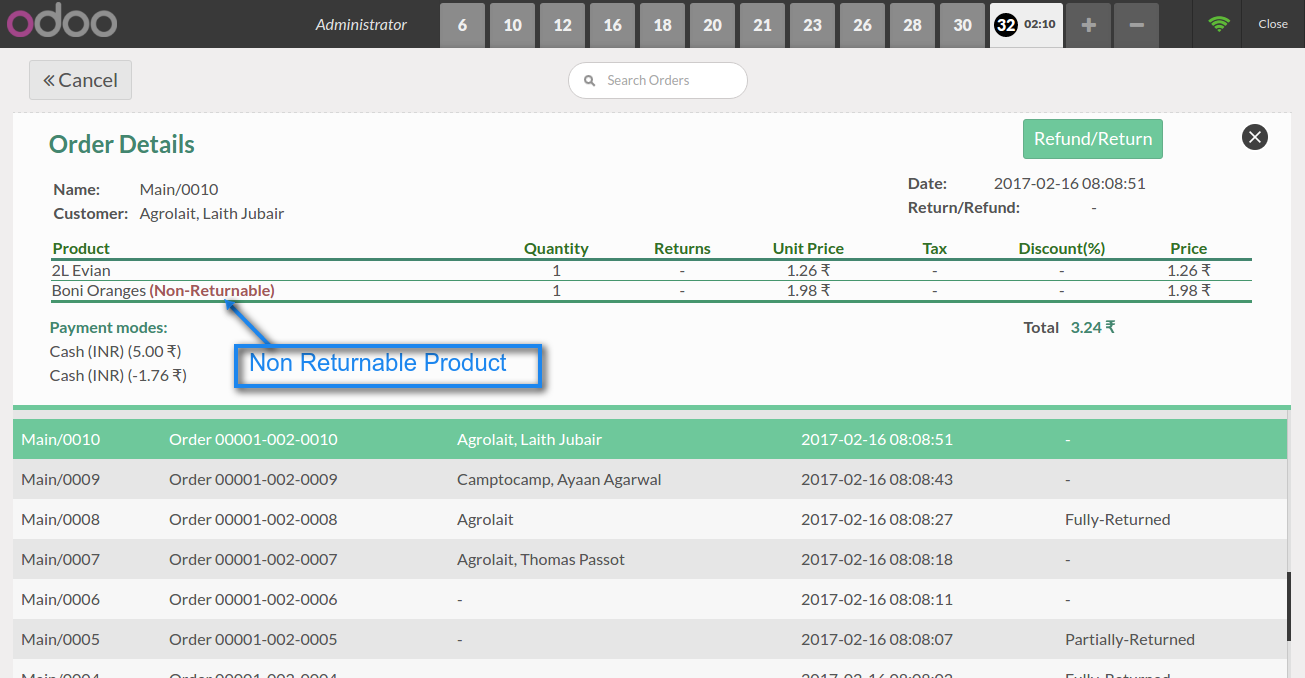 odoo Administrator 6 10 12 16 18 20 21 23 26 28 30 32 02:10 + − Close
« Cancel Search Orders
Order Details Refund/Return
Name: Main/0010 Date: 2017-02-16 08:08:51
Customer: Agrolait, Laith Jubair Return/Refund: -
Product Quantity Returns Unit Price Tax Discount(%) Price
2L Evian 1 - 1.26 ₹ - - 1.26 ₹
Boni Oranges (Non-Returnable) 1 - 1.98 ₹ - - 1.98 ₹
Payment modes: Total 3.24 ₹
Cash (INR) (5.00 ₹)
Non Returnable Product
Cash (INR) (-1.76 ₹)
Main/0010 Order 00001-002-0010 Agrolait, Laith Jubair 2017-02-16 08:08:51 -
Main/0009 Order 00001-002-0009 Camptocamp, Ayaan Agarwal 2017-02-16 08:08:43 -
Main/0008 Order 00001-002-0008 Agrolait 2017-02-16 08:08:27 Fully-Returned
Main/0007 Order 00001-002-0007 Agrolait, Thomas Passot 2017-02-16 08:08:18 -
Main/0006 Order 00001-002-0006 - 2017-02-16 08:08:11 -
Main/0005 Order 00001-002-0005 - 2017-02-16 08:08:07 Partially-Returned